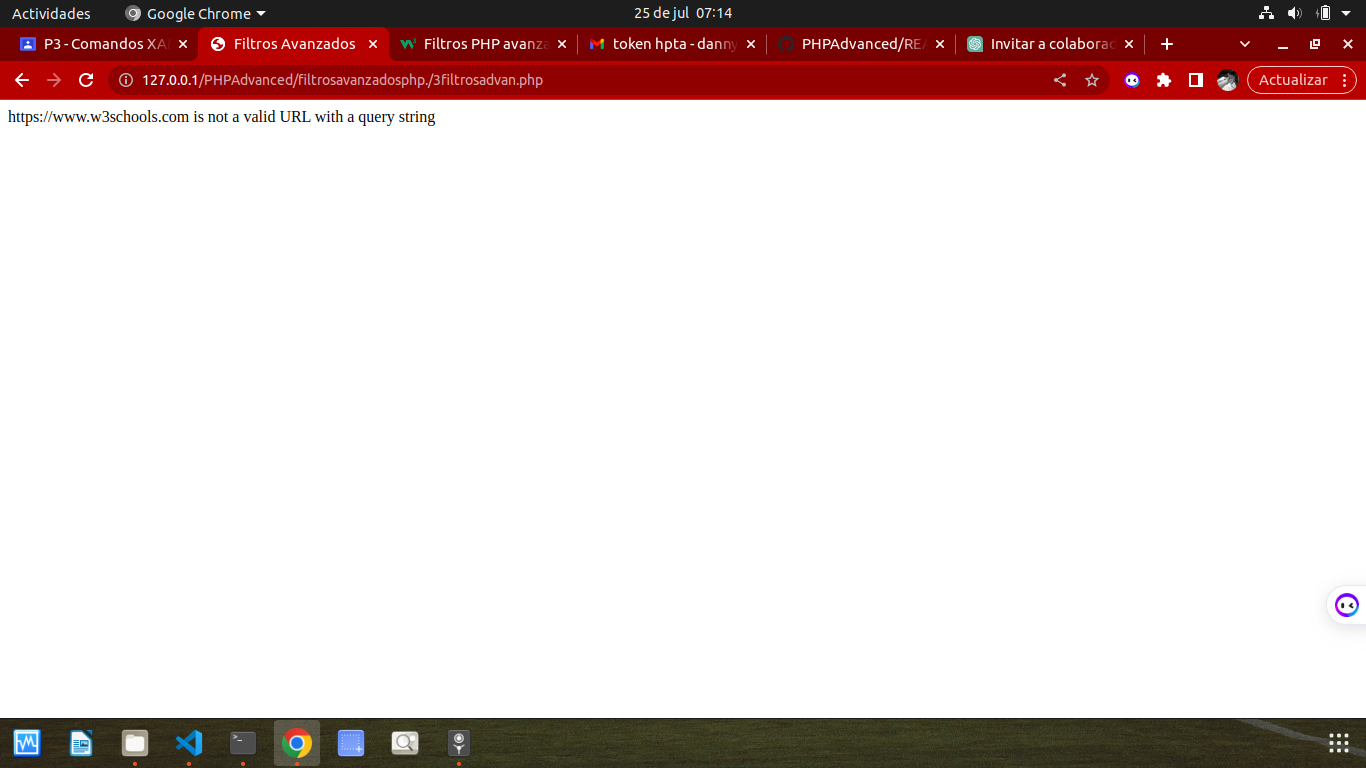 Actividades Google Chrome 25 de jul 07:14
P3 - Comandos XA Filtros Avanzados Filtros PHP avanza token hpta - danny PHPAdvanced/RE Invitar a colaborad
127.0.0.1/PHPAdvanced/filtrosavanzadosphp./3filtrosadvan.php Actualizar
https://www.w3schools.com is not a valid URL with a query string